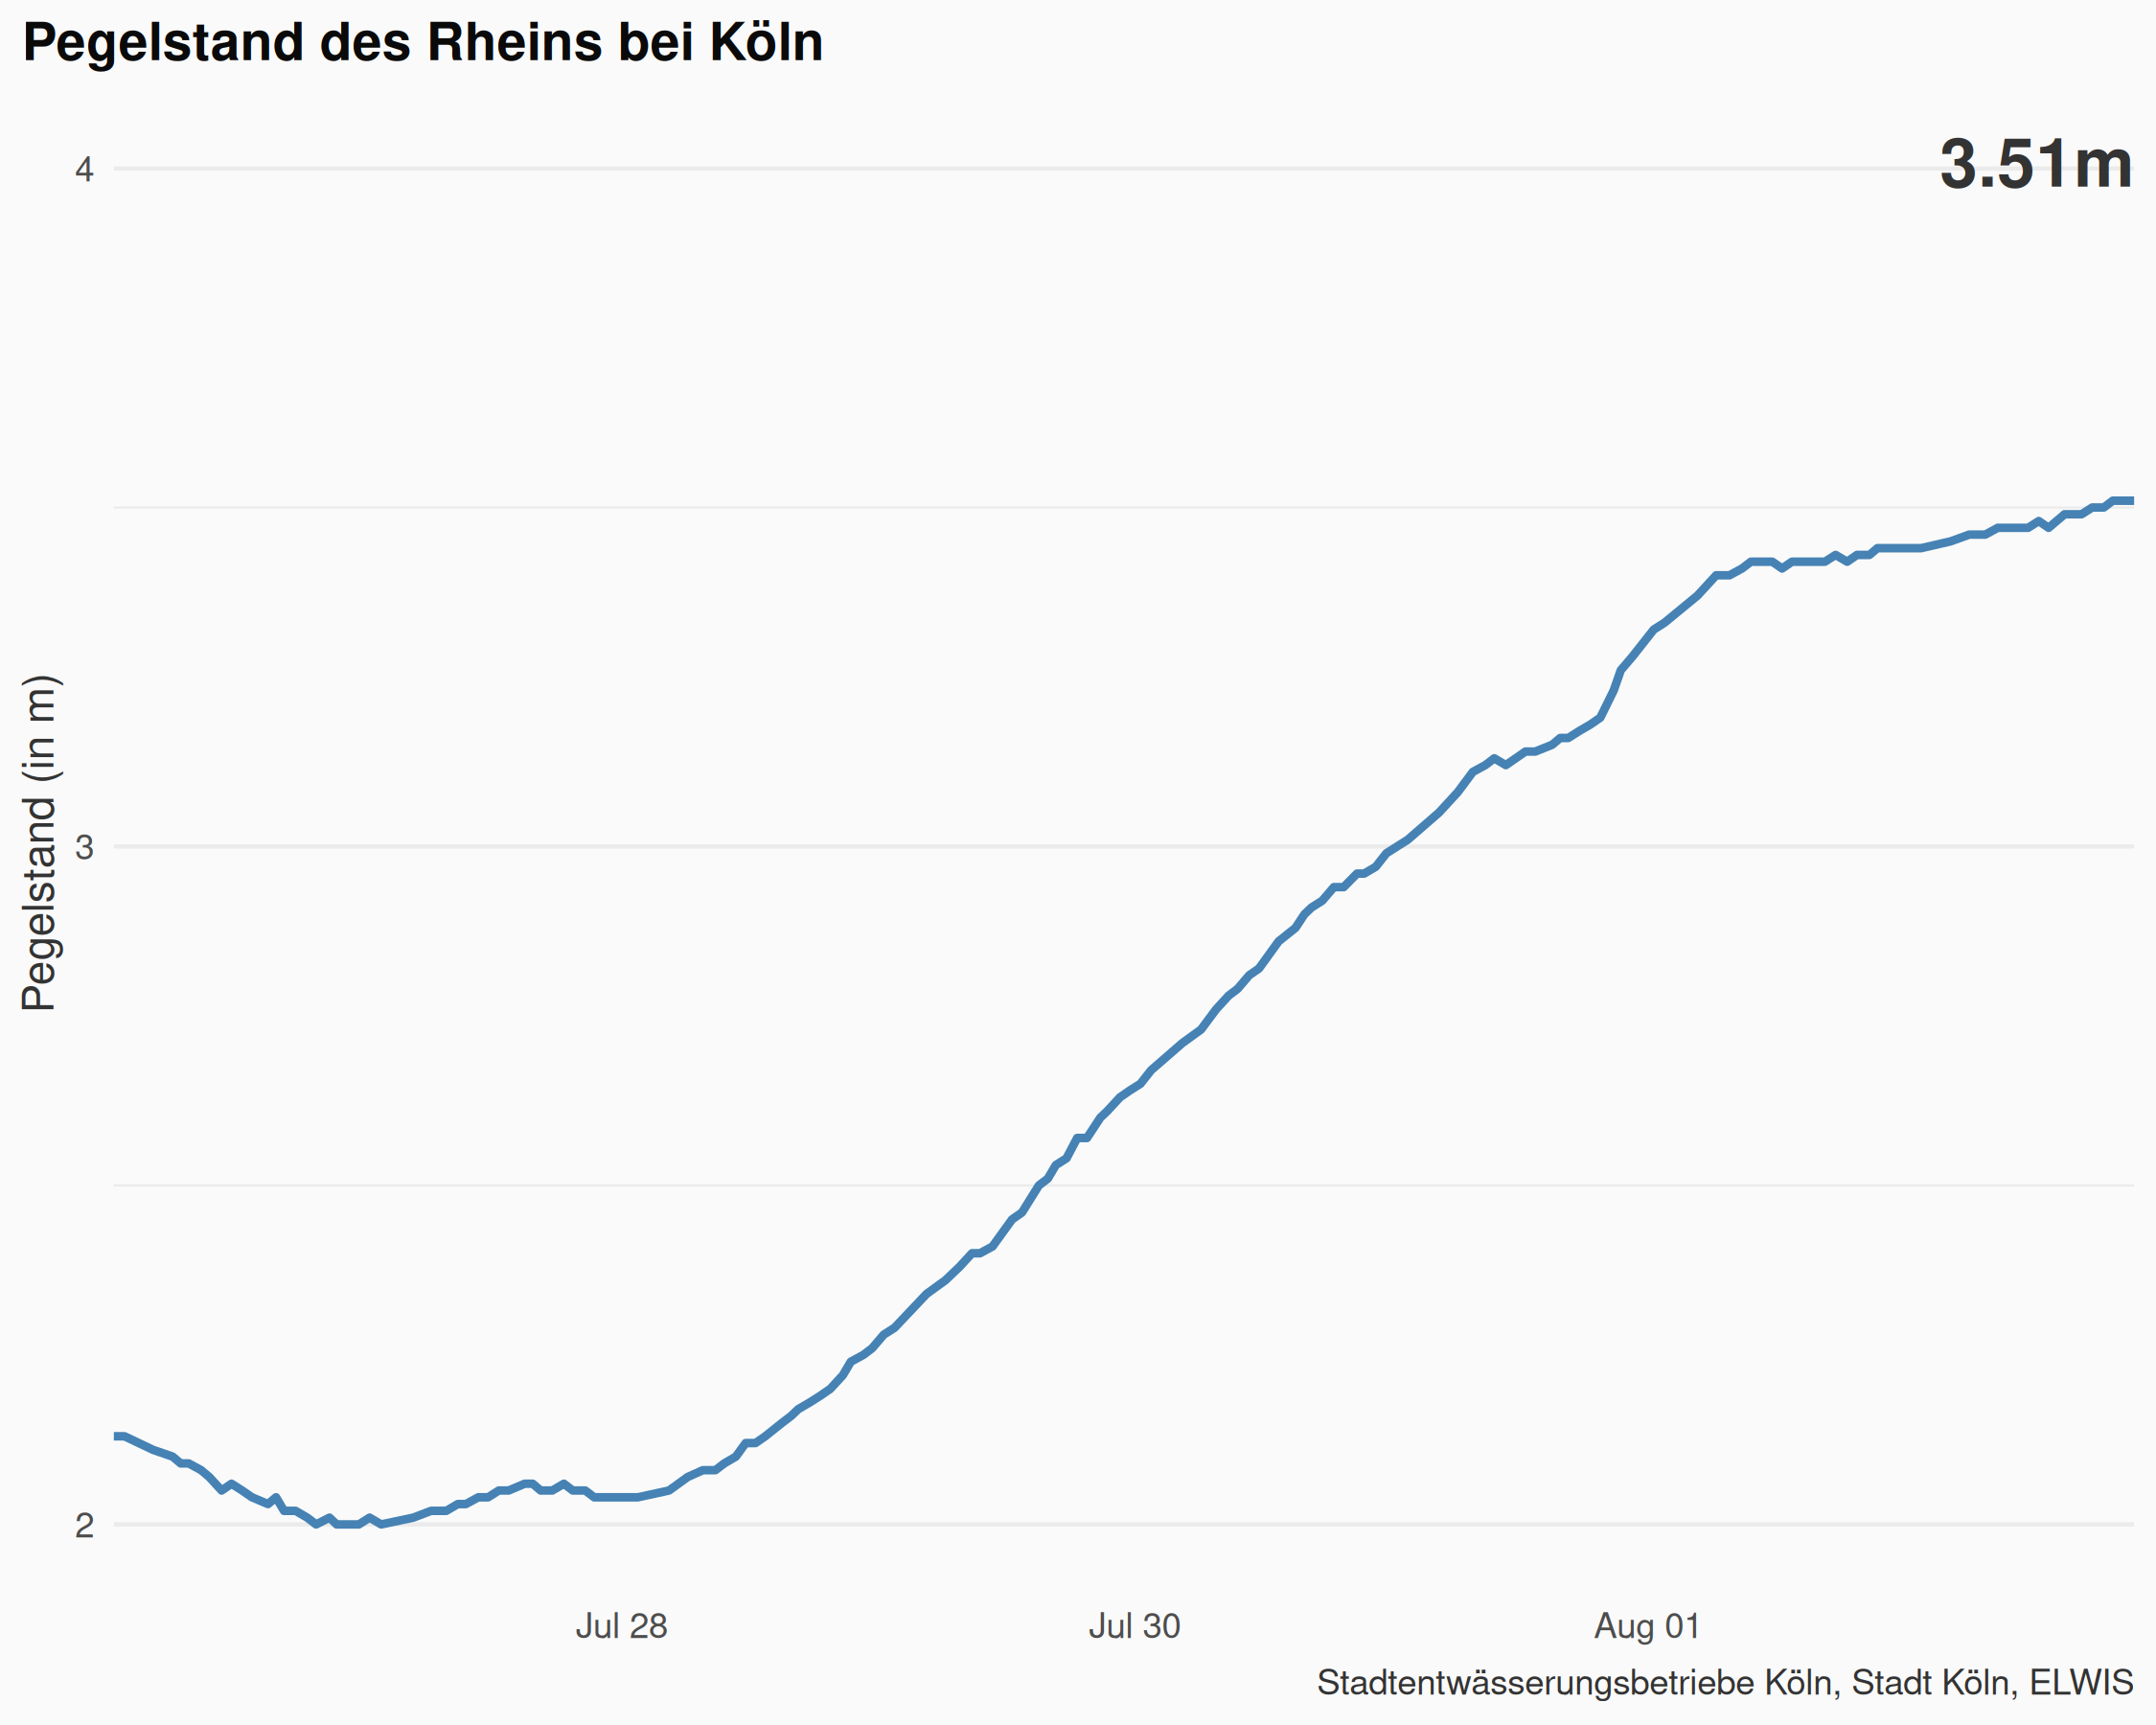 Pegelstand des Rheins bei Köln
3.51m
4
3
2
Pegelstand (in m)
Jul 28
Jul 30
Aug 01
Stadtentwässerungsbetriebe Köln, Stadt Köln, ELWIS